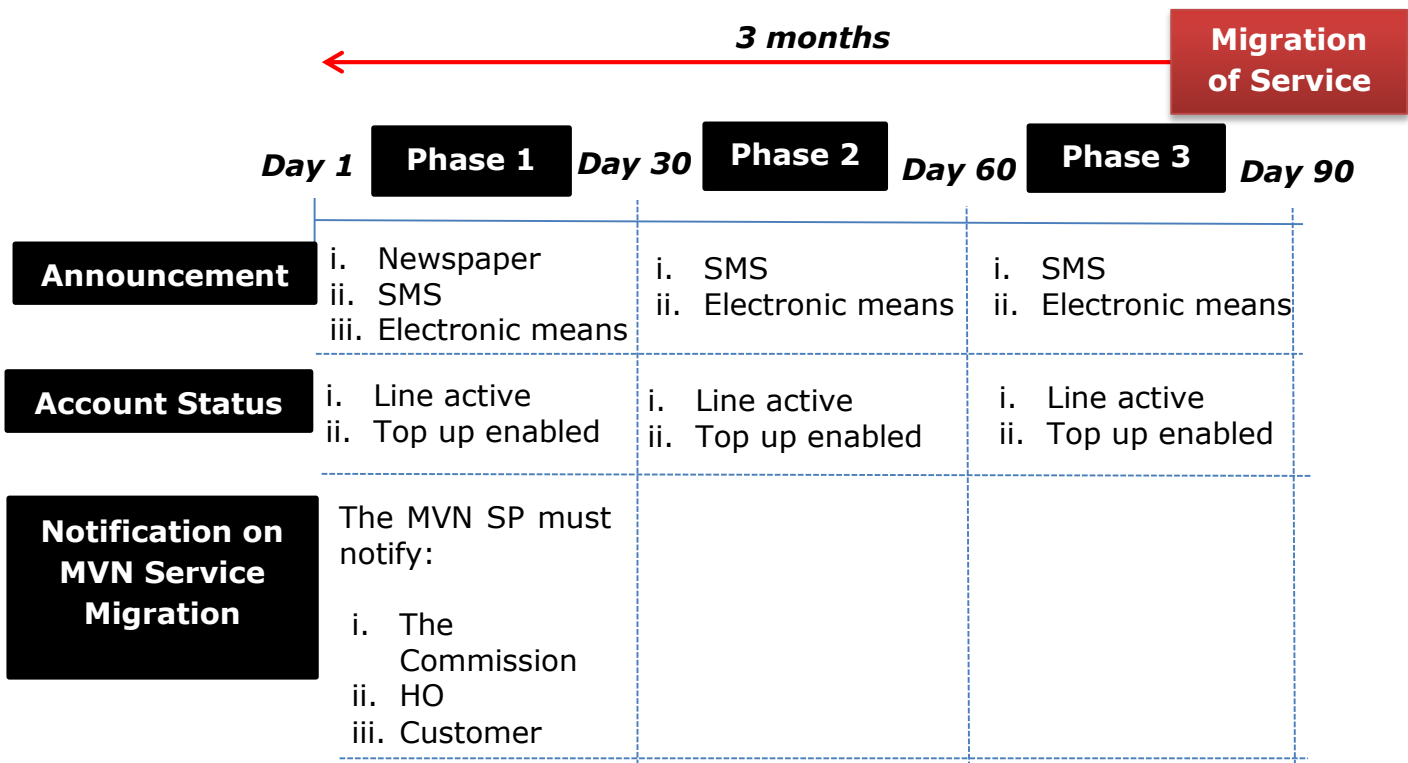 3 months
Migration
of Service
Day 1
Phase 1
Day 30
Phase 2
Day 60
Phase 3
Day 90
Announcement
i. Newspaper
ii. SMS
iii. Electronic means
i. SMS
ii. Electronic means
i. SMS
ii. Electronic means
Account Status
i. Line active
ii. Top up enabled
i. Line active
ii. Top up enabled
i. Line active
ii. Top up enabled
Notification on
MVN Service
Migration
The MVN SP must
notify:
i. The
Commission
ii. HO
iii. Customer